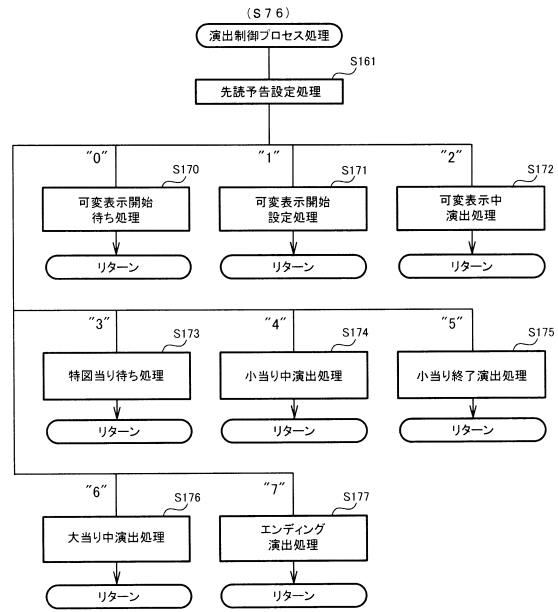 (S76)
演出制御プロセス処理
S161
先読予告設定処理
"0"
"1"
"2"
S170
S171
S172
可変表示開始
待ち処理
可変表示開始
設定処理
可変表示中
演出処理
リターン
リターン
リターン
"3"
"4"
"5"
S173
S174
S175
特図当り待ち処理
小当り中演出処理
小当り終了演出処理
リターン
リターン
リターン
"6"
"7"
S176
S177
大当り中演出処理
エンディング
演出処理
リターン
リターン